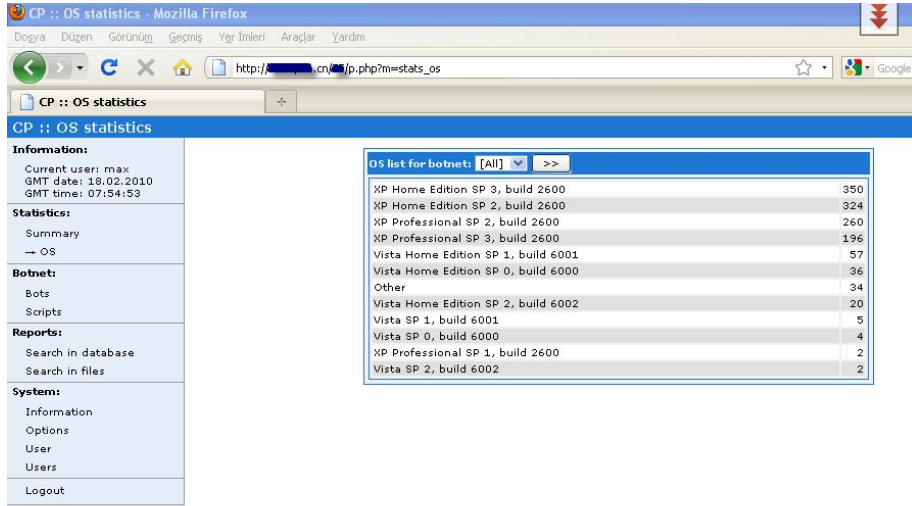 CP :: OS statistics - Mozilla Firefox
Dosya Düzen Görünüm Geçmiş Yer İmleri Araçlar Yardım
http:// .cn/ /p.php?m=stats_os
Google
CP :: OS statistics
CP :: OS statistics
Information:
Current user: max
GMT date: 18.02.2010
GMT time: 07:54:53
Statistics:
Summary
→ OS
Botnet:
Bots
Scripts
Reports:
Search in database
Search in files
System:
Information
Options
User
Users
Logout
OS list for botnet: [All] >>
XP Home Edition SP 3, build 2600 350
XP Home Edition SP 2, build 2600 324
XP Professional SP 2, build 2600 260
XP Professional SP 3, build 2600 196
Vista Home Edition SP 1, build 6001 57
Vista Home Edition SP 0, build 6000 36
Other 34
Vista Home Edition SP 2, build 6002 20
Vista SP 1, build 6001 5
Vista SP 0, build 6000 4
XP Professional SP 1, build 2600 2
Vista SP 2, build 6002 2